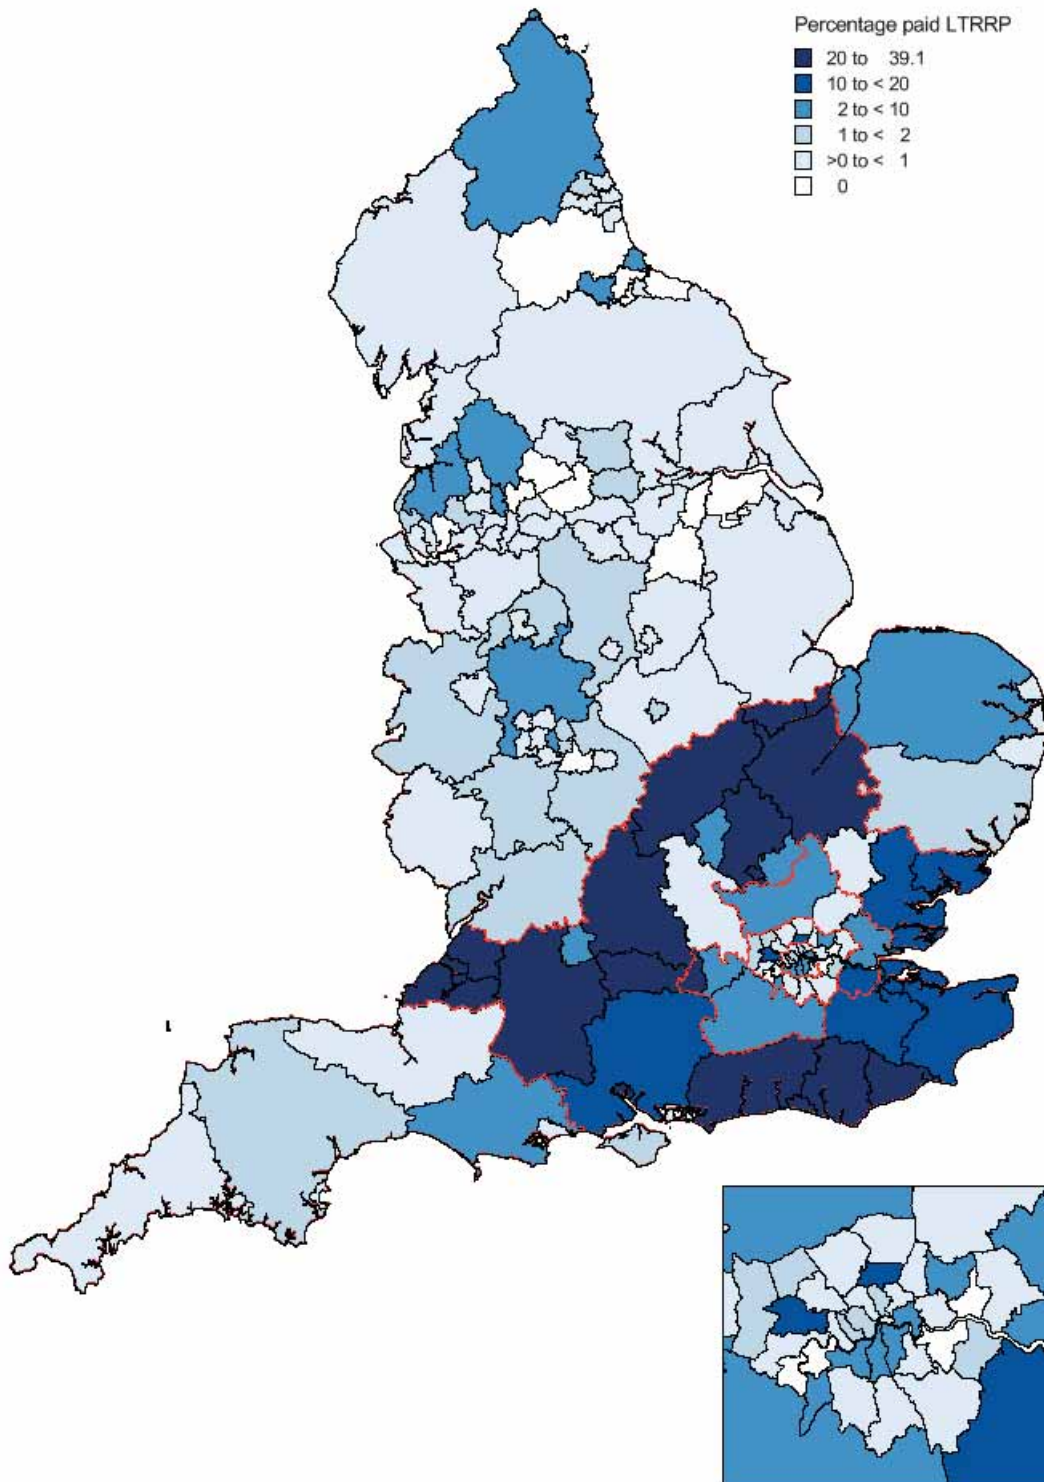 Percentage paid LTRRP
20 to 39.1
10 to < 20
2 to < 10
1 to < 2
>0 to < 1
0